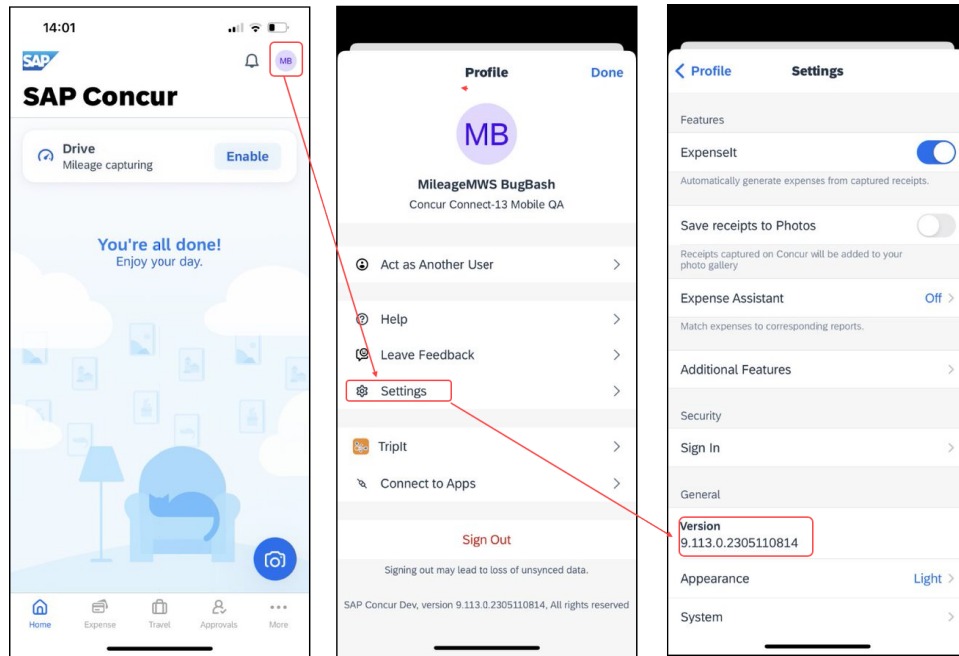 14:01
SAP
MB
SAP Concur
Drive
Mileage capturing
Enable
You're all done!
Enjoy your day.
Home
Expense
Travel
Approvals
More
Profile
Done
MB
MileageMWS BugBash
Concur Connect-13 Mobile QA
Act as Another User
Help
Leave Feedback
Settings
TripIt
Connect to Apps
Sign Out
Signing out may lead to loss of unsynced data.
SAP Concur Dev, version 9.113.0.2305110814, All rights reserved
Profile
Settings
Features
ExpenseIt
Automatically generate expenses from captured receipts.
Save receipts to Photos
Receipts captured on Concur will be added to your
photo gallery
Expense Assistant
Off
Match expenses to corresponding reports.
Additional Features
Security
Sign In
General
Version
9.113.0.2305110814
Appearance
Light
System